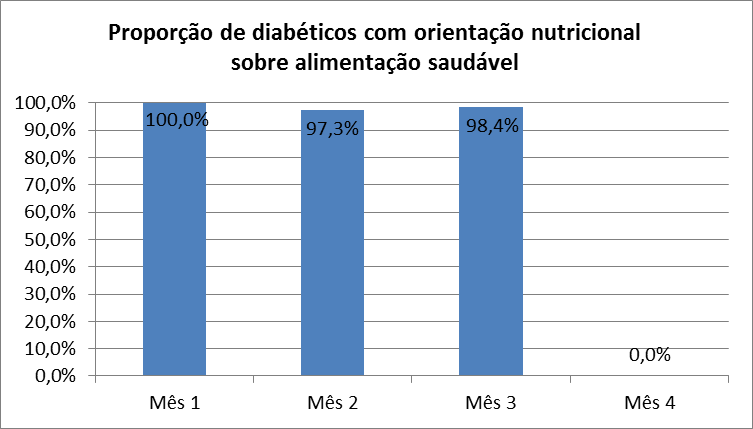 Proporção de diabéticos com orientação nutricional
sobre alimentação saudável
100,0%
90,0%
80,0%
70,0%
60,0%
50,0%
40,0%
30,0%
20,0%
10,0%
0,0%
100,0%
97,3%
98,4%
0,0%
Mês 1
Mês 2
Mês 3
Mês 4